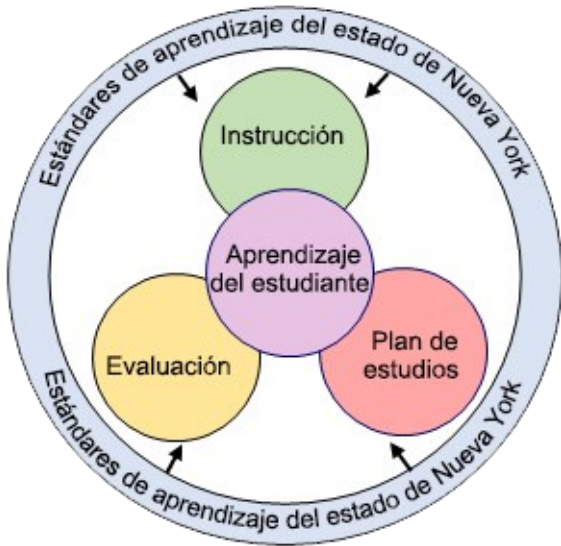 Estándares de aprendizaje del estado de Nueva York
Instrucción
Aprendizaje
del estudiante
Evaluación
Plan de
estudios
Estándares de aprendizaje del estado de Nueva York